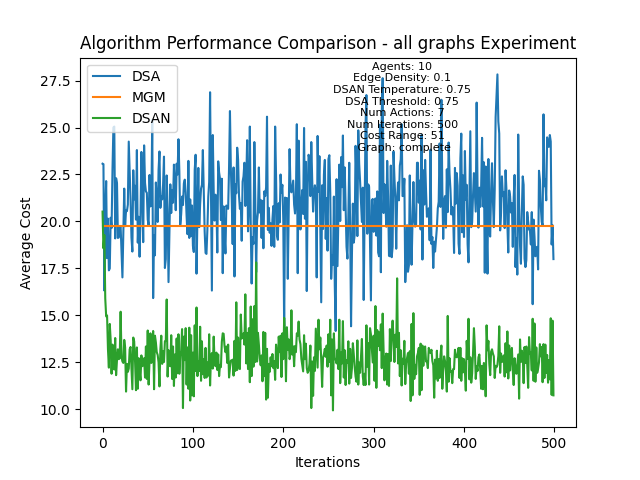 Algorithm Performance Comparison - all graphs Experiment
DSA
MGM
DSAN
Agents: 10
Edge Density: 0.1
DSAN Temperature: 0.75
DSA Threshold: 0.75
Num Actions: 7
Num Iterations: 500
Cost Range: 51
Graph: complete
Average Cost
27.5
25.0
22.5
20.0
17.5
15.0
12.5
10.0
0 100 200 300 400 500
Iterations